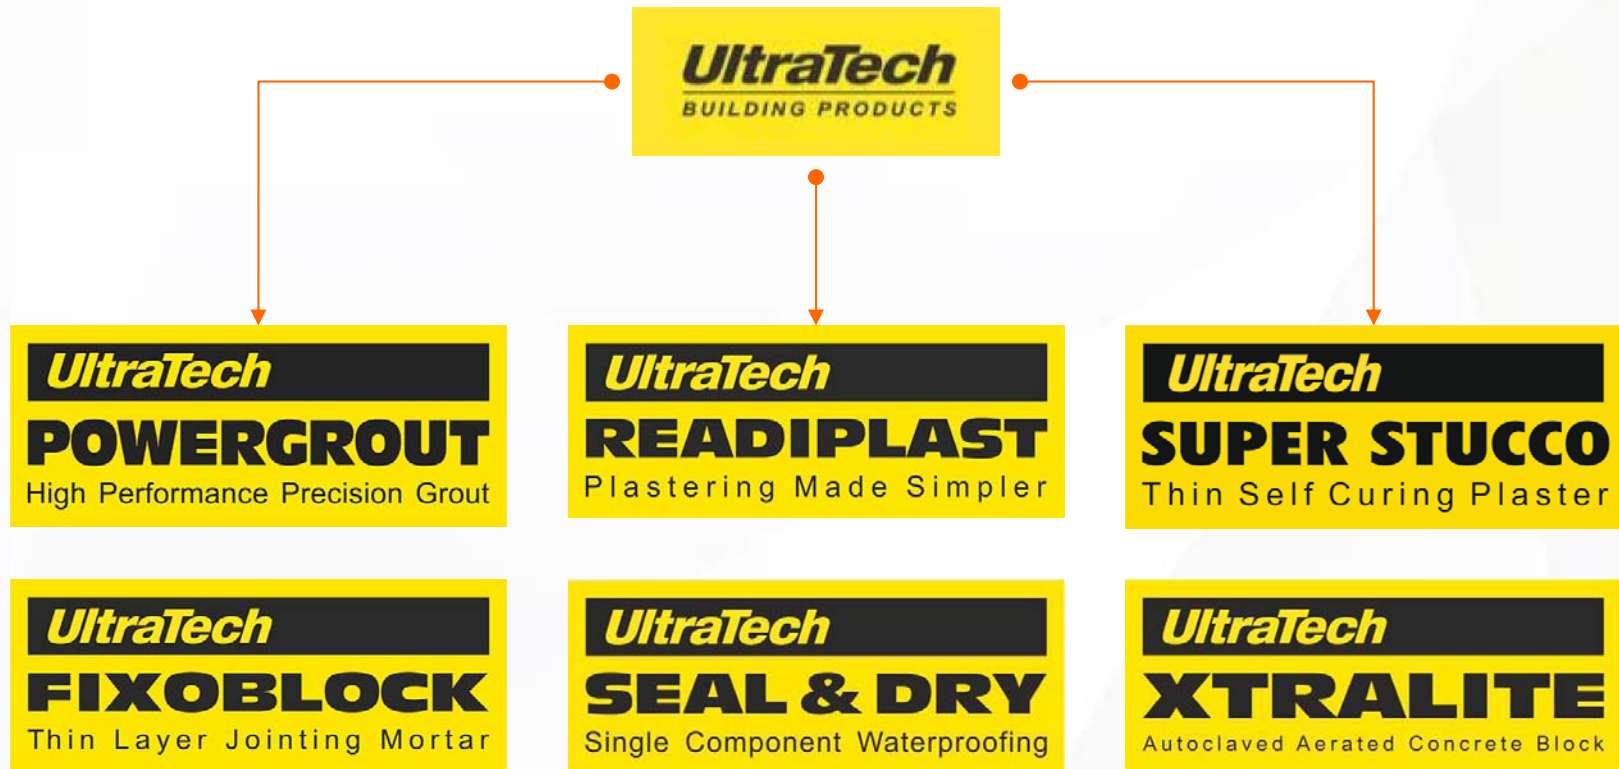 UltraTech
BUILDING PRODUCTS
UltraTech
POWERGROUT
High Performance Precision Grout
UltraTech
READIPLAST
Plastering Made Simpler
UltraTech
SUPER STUCCO
Thin Self Curing Plaster
UltraTech
FIXOBLOCK
Thin Layer Jointing Mortar
UltraTech
SEAL & DRY
Single Component Waterproofing
UltraTech
XTRALITE
Autoclaved Aerated Concrete Block